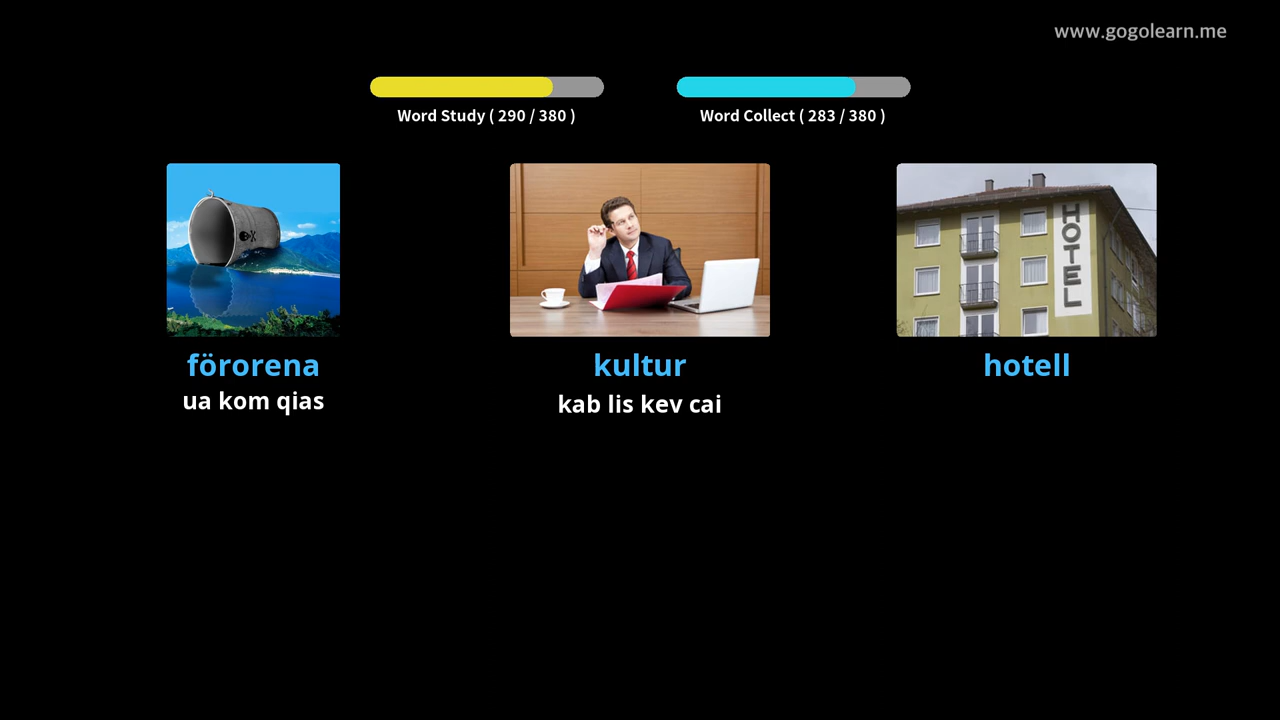 www.gogolearn.me
Word Study ( 290 / 380 )
Word Collect ( 283 / 380 )
HOTEL
förorena
kultur
hotell
ua kom qias
kab lis kev cai